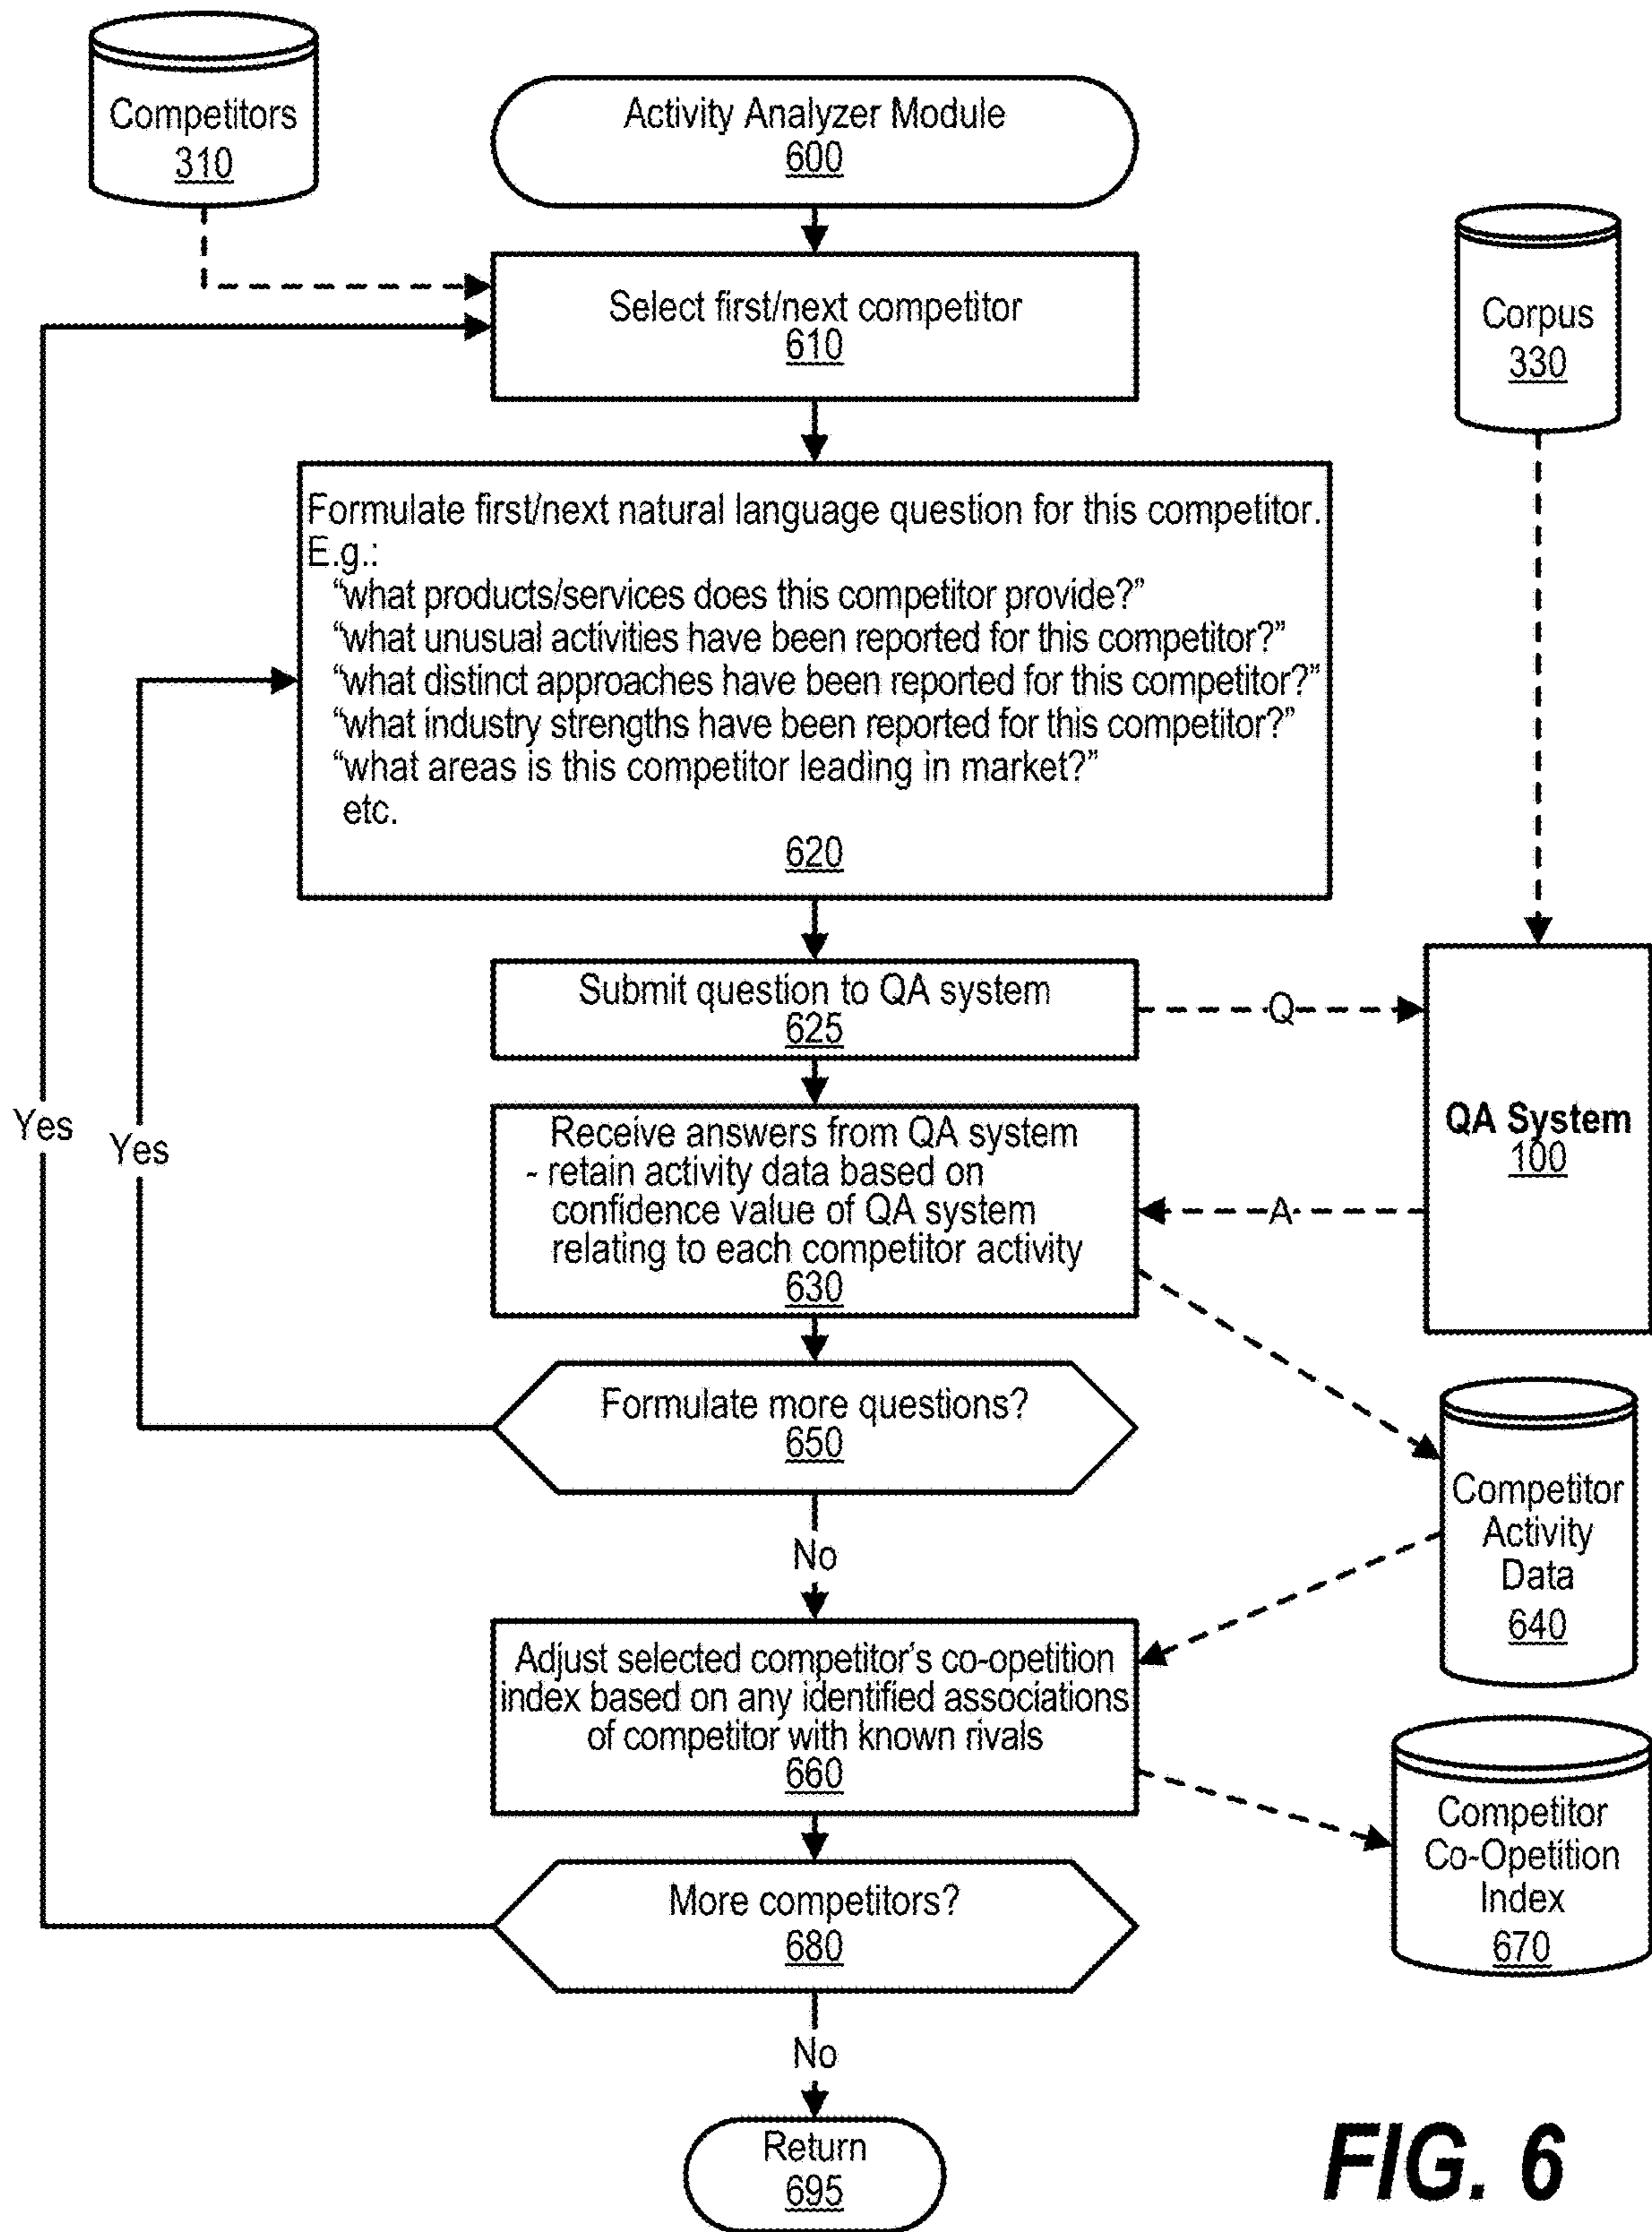 Competitors
310
Activity Analyzer Module
600
Select first/next competitor
610
Corpus
330
Formulate first/next natural language question for this competitor.
E.g.:
“what products/services does this competitor provide?”
“what unusual activities have been reported for this competitor?”
“what distinct approaches have been reported for this competitor?”
“what industry strengths have been reported for this competitor?”
“what areas is this competitor leading in market?”
etc.
620
Submit question to QA system
625
Q
QA System
100
Receive answers from QA system
- retain activity data based on
confidence value of QA system
relating to each competitor activity
630
A
Yes
Yes
Formulate more questions?
650
No
Competitor
Activity
Data
640
Adjust selected competitor’s co-opetition
index based on any identified associations
of competitor with known rivals
660
Competitor
Co-Opetition
Index
670
More competitors?
680
No
Return
695
FIG. 6